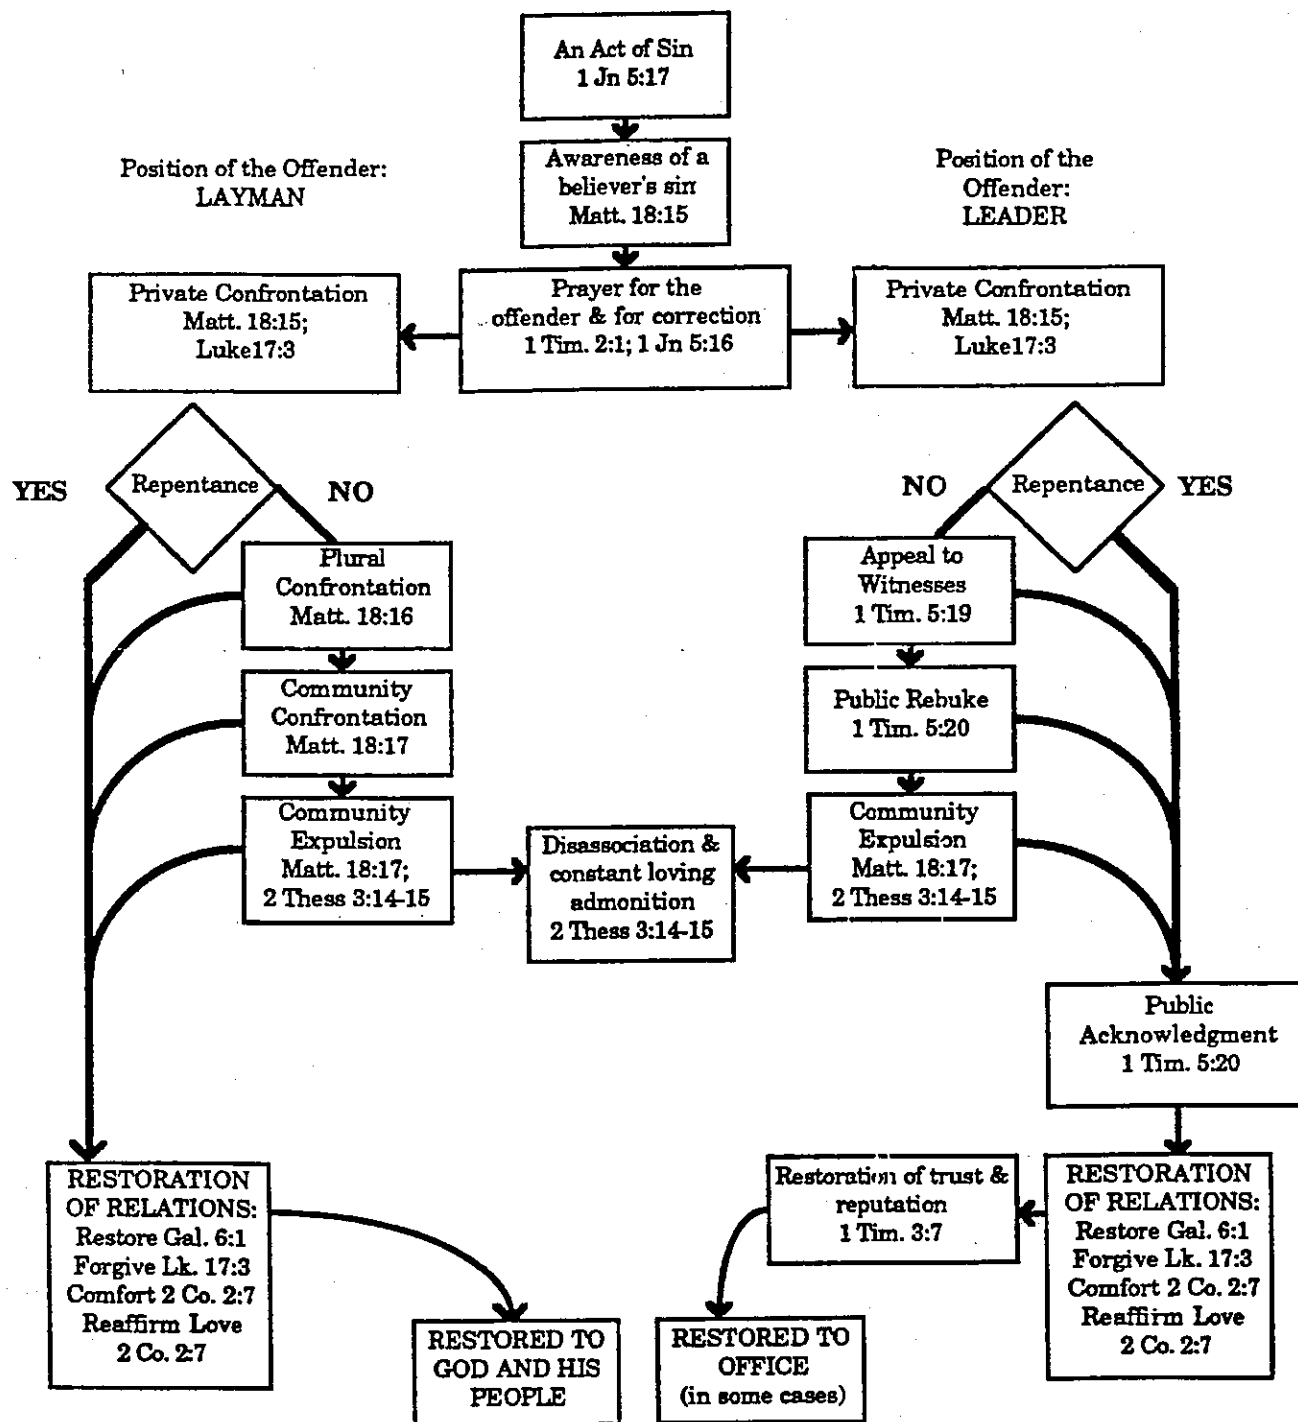 An Act of Sin
1 Jn 5:17
Awareness of a
believer's sin
Matt. 18:15
Position of the Offender:
LAYMAN
Position of the
Offender:
LEADER
Private Confrontation
Matt. 18:15;
Luke17:3
Prayer for the
offender & for correction
1 Tim. 2:1; 1 Jn 5:16
Private Confrontation
Matt. 18:15;
Luke17:3
YES
Repentance
NO
NO
Repentance
YES
Plural
Confrontation
Matt. 18:16
Community
Confrontation
Matt. 18:17
Community
Expulsion
Matt. 18:17;
2 Thess 3:14-15
Disassociation &
constant loving
admonition
2 Thess 3:14-15
Appeal to
Witnesses
1 Tim. 5:19
Public Rebuke
1 Tim. 5:20
Community
Expulsion
Matt. 18:17;
2 Thess 3:14-15
Public
Acknowledgment
1 Tim. 5:20
RESTORATION
OF RELATIONS:
Restore Gal. 6:1
Forgive Lk. 17:3
Comfort 2 Co. 2:7
Reaffirm Love
2 Co. 2:7
RESTORED TO
GOD AND HIS
PEOPLE
Restoration of trust &
reputation
1 Tim. 3:7
RESTORED TO
OFFICE
(in some cases)
RESTORATION
OF RELATIONS:
Restore Gal. 6:1
Forgive Lk. 17:3
Comfort 2 Co. 2:7
Reaffirm Love
2 Co. 2:7